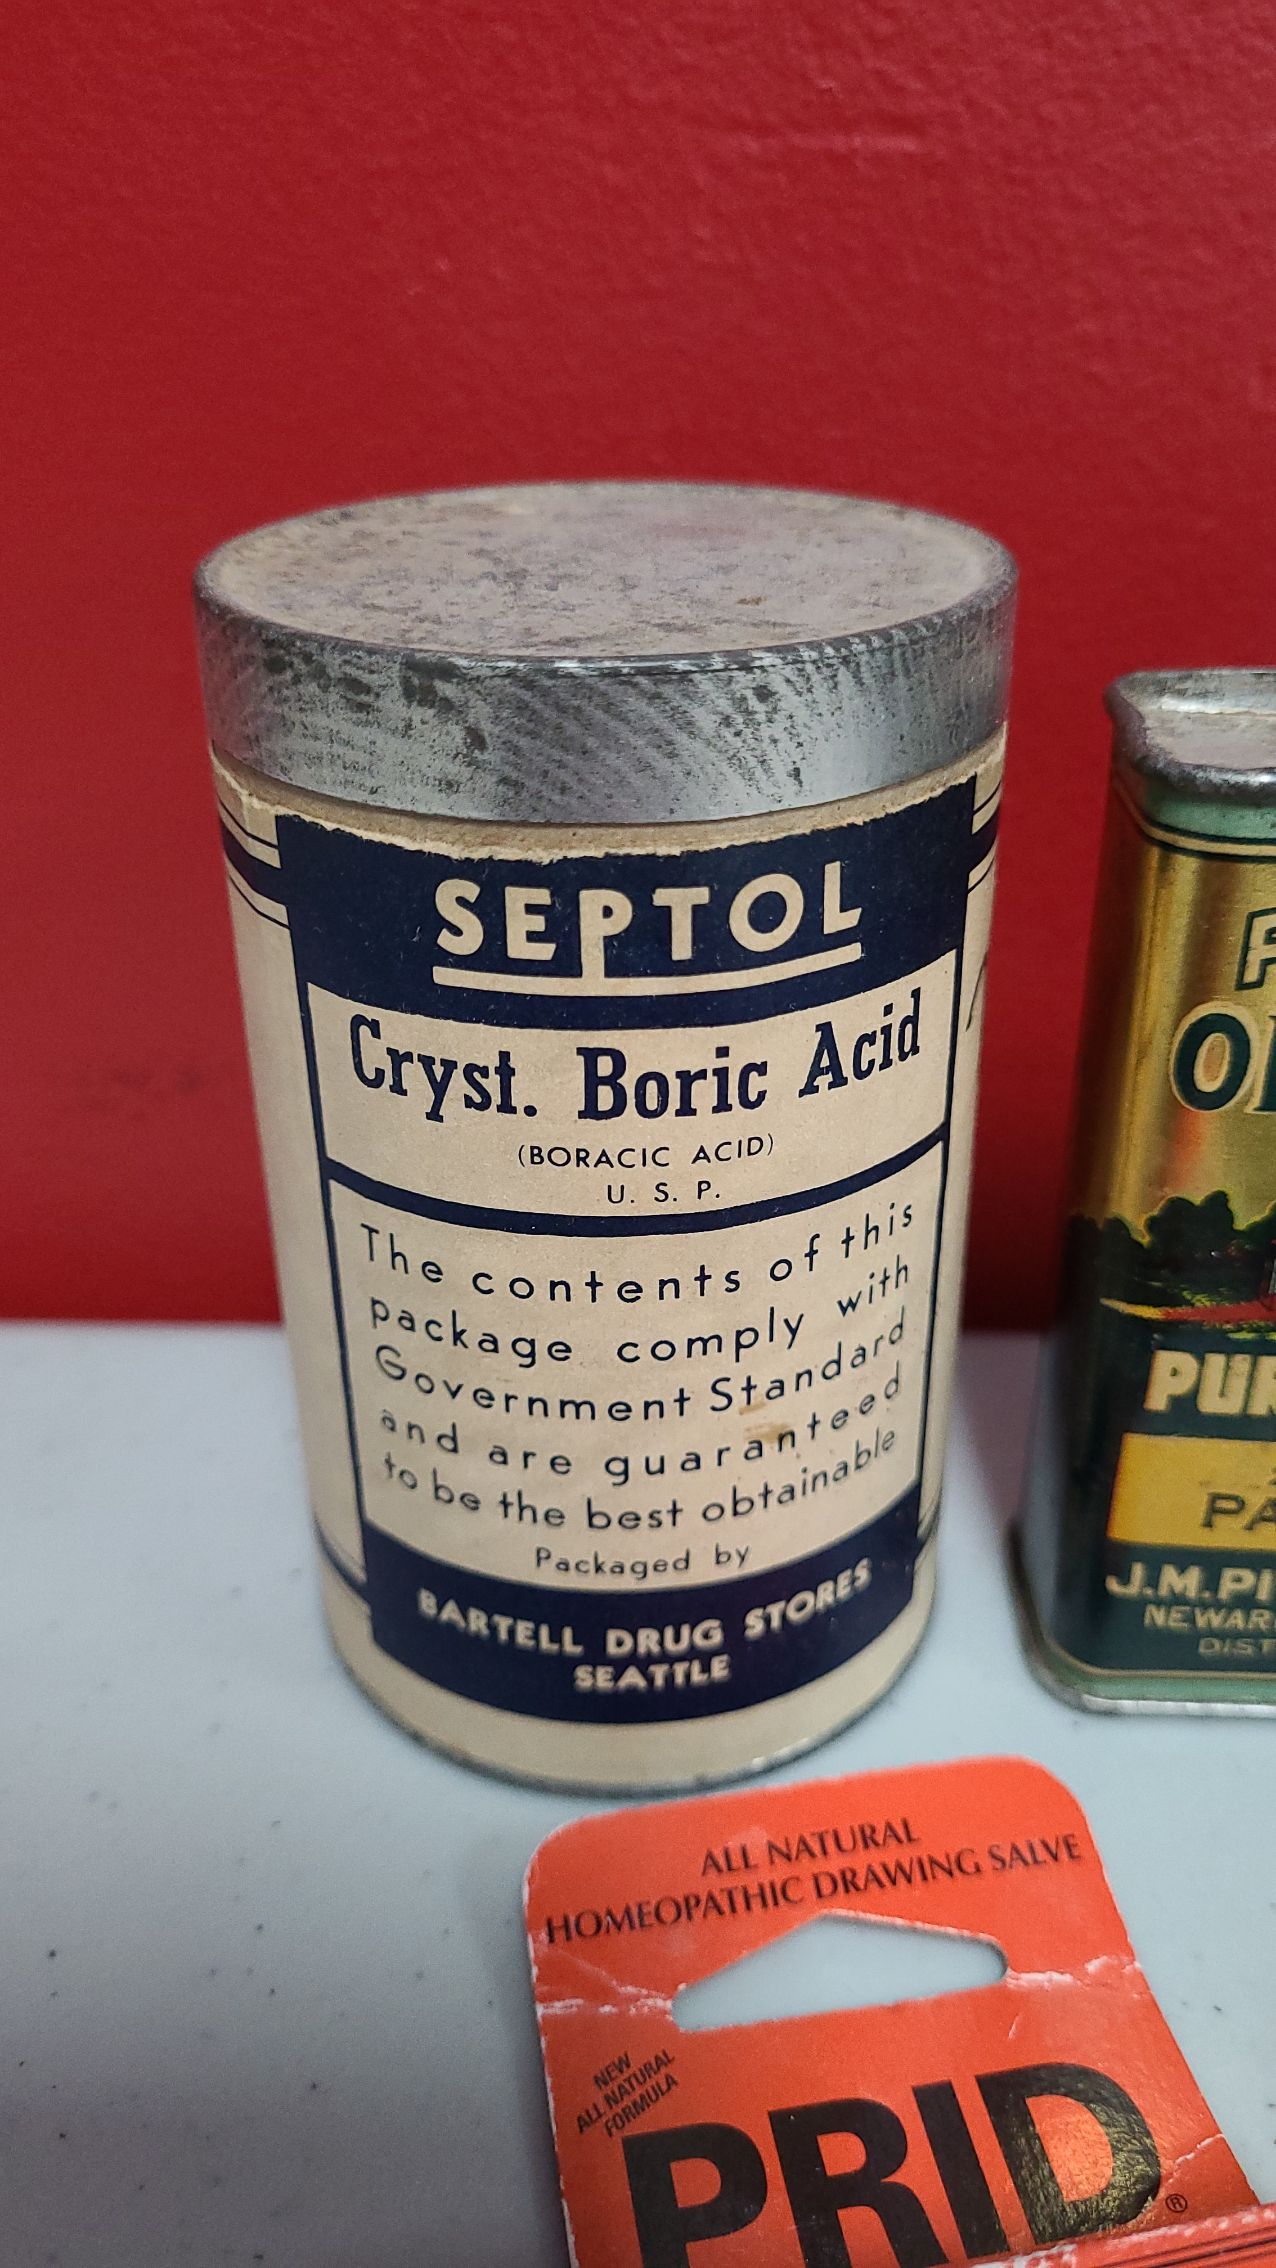 SEPTOL
Cryst. Boric Acid
(BORACIC ACID)
U. S. P.
The contents of this
package comply with
Government Standard
and are guaranteed
to be the best obtainable
Packaged by
BARTELL DRUG STORES
SEATTLE
PUR
PA
J.M.PI
NEWAR
DIST
ALL NATURAL
HOMEOPATHIC DRAWING SALVE
NEW
ALL NATURAL
FORMULA
PRID®